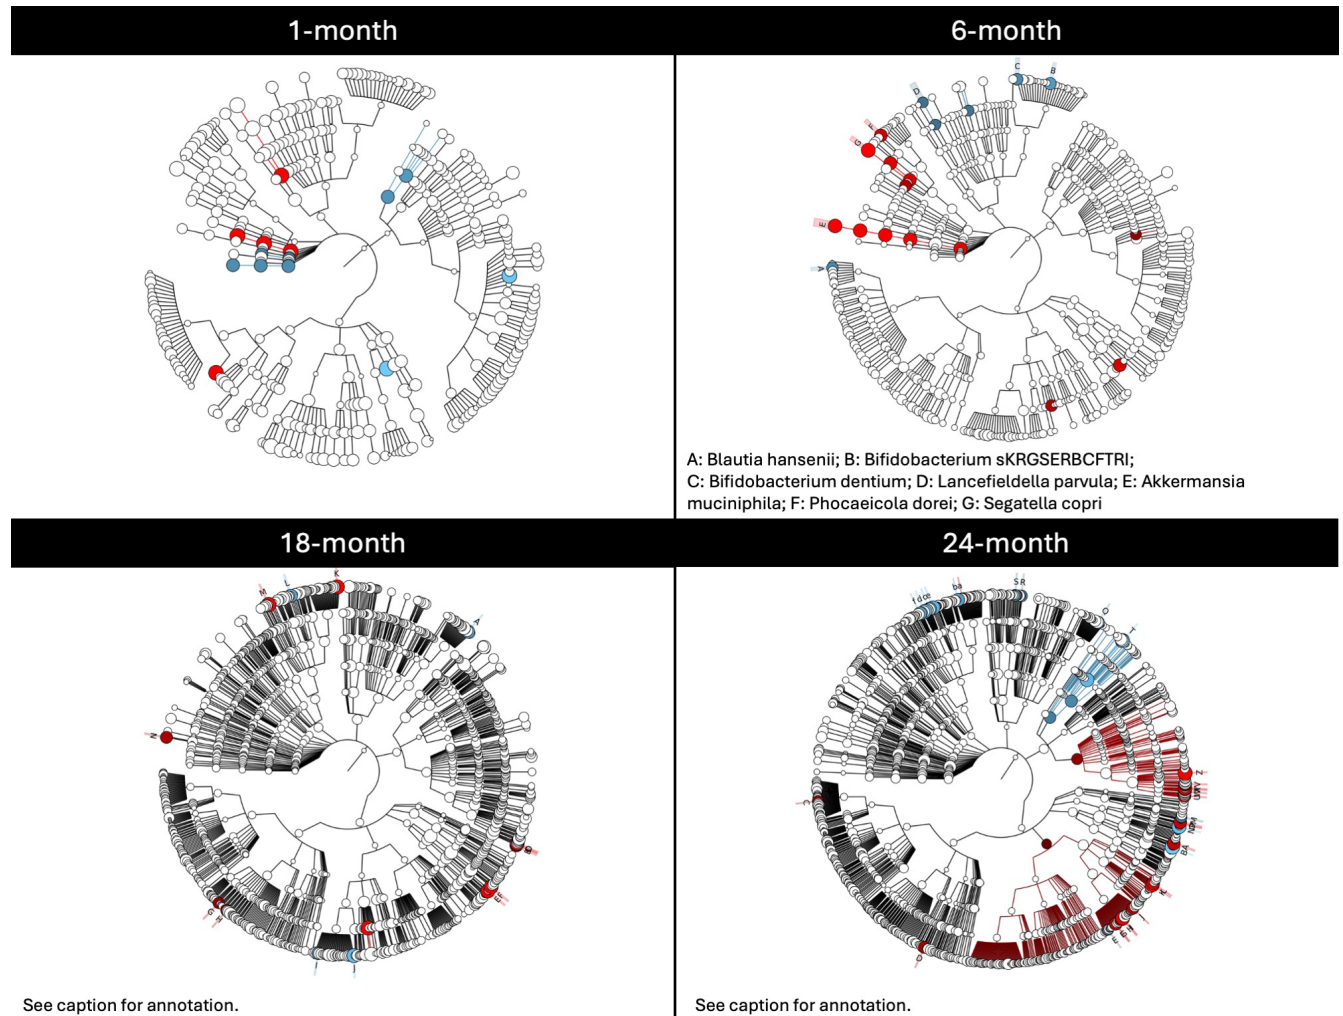 1-month
6-month
C
B
D
F
G
E
A
A: Blautia hansenii; B: Bifidobacterium sKRGSERBCFTRI;
C: Bifidobacterium dentium; D: Lancefieldella parvula; E: Akkermansia
muciniphila; F: Phocaeicola dorei; G: Segatella copri
18-month
24-month
K
L
M
A
N
G
H
I
J
S R
b a
f d c e
Q
T
Z
C
B A
D
See caption for annotation.
See caption for annotation.